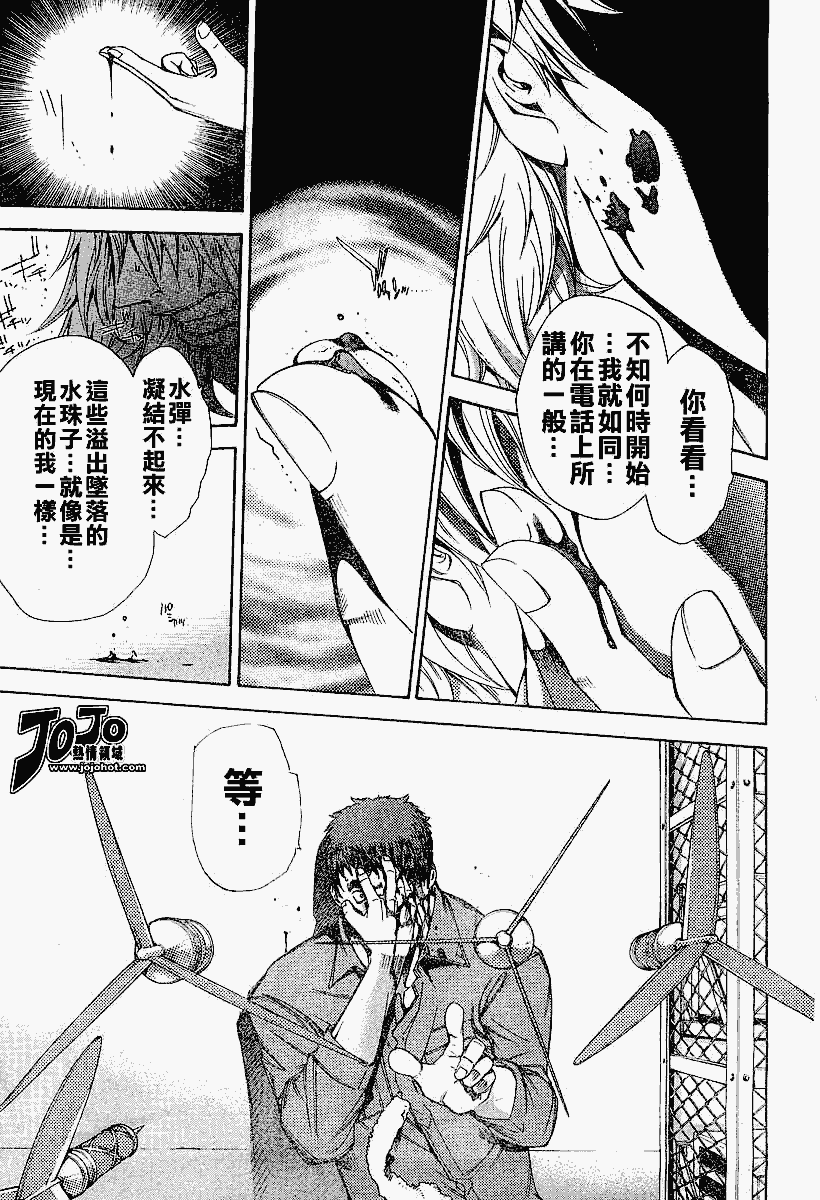 你看看…
不知何時開始
…我就如同…
你在電話上所
講的一般…
水彈…
凝結不起來…
這些溢出墜落的
水珠子…就像是…
現在的我一樣…
JOJO
熱情領域
www.jojohot.com
等…